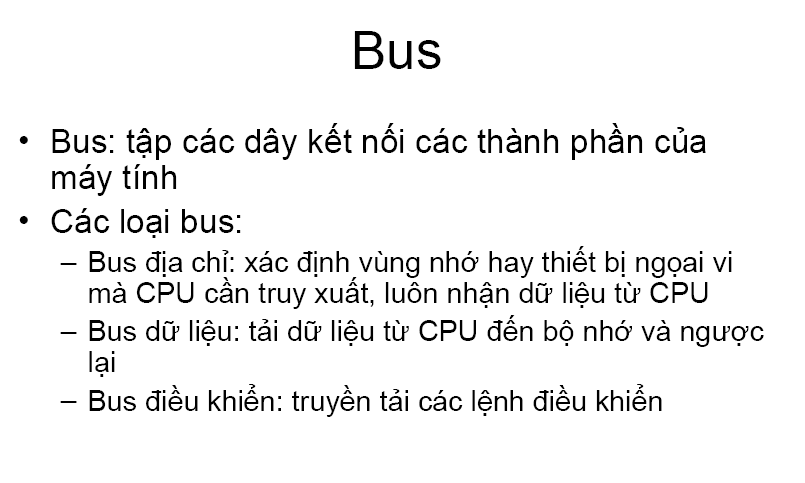 Bus
• Bus: tập các dây kết nối các thành phần của
máy tính
• Các loại bus:
– Bus địa chỉ: xác định vùng nhớ hay thiết bị ngọai vi
mà CPU cần truy xuất, luôn nhận dữ liệu từ CPU
– Bus dữ liệu: tải dữ liệu từ CPU đến bộ nhớ và ngược
lại
– Bus điều khiển: truyền tải các lệnh điều khiển